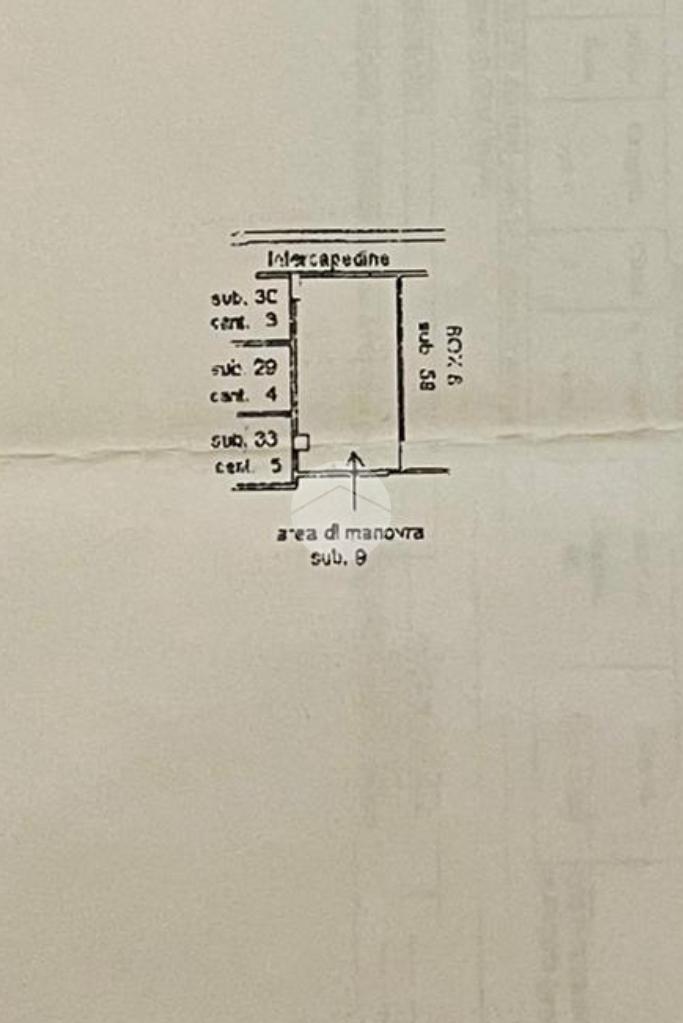 Intercapedine
sub. 30
cant. 3
sub. 29
cant. 4
sub. 33
cant. 5
BOX 6
sub 58
area di manovra
sub. 9